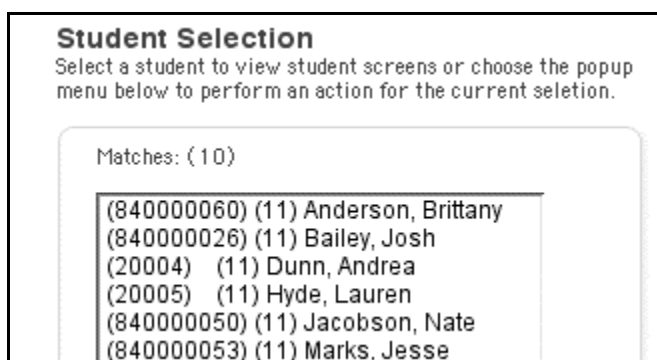 Student Selection
Select a student to view student screens or choose the popup
menu below to perform an action for the current seletion.
Matches: (10)
(840000060) (11) Anderson, Brittany
(840000026) (11) Bailey, Josh
(20004) (11) Dunn, Andrea
(20005) (11) Hyde, Lauren
(840000050) (11) Jacobson, Nate
(840000053) (11) Marks, Jesse